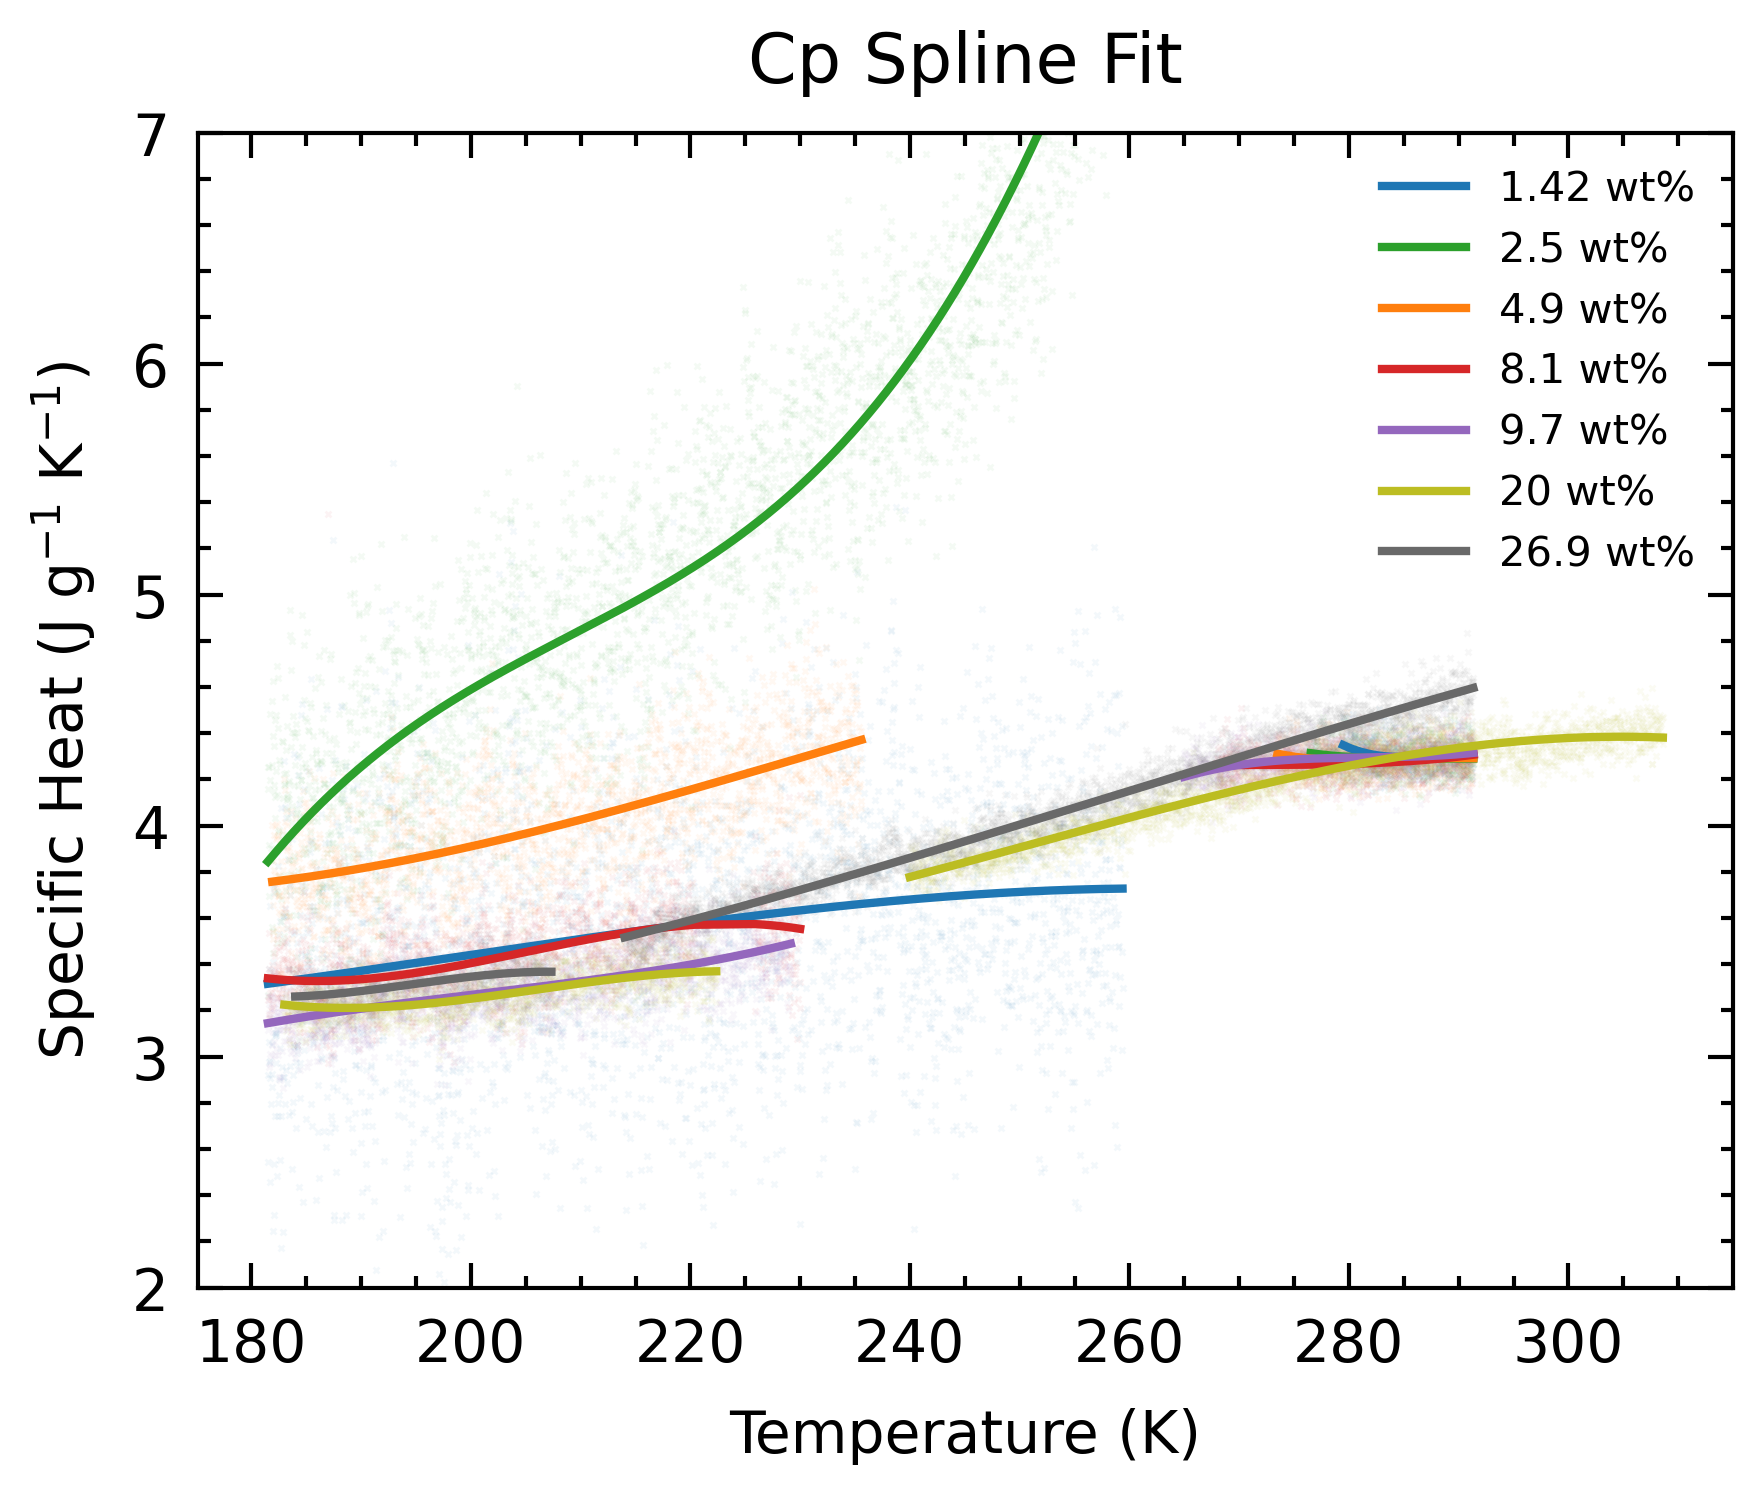 Cp Spline Fit
7
6
5
4
3
2
Specific Heat (J g⁻¹ K⁻¹)
1.42 wt%
2.5 wt%
4.9 wt%
8.1 wt%
9.7 wt%
20 wt%
26.9 wt%
180 200 220 240 260 280 300
Temperature (K)